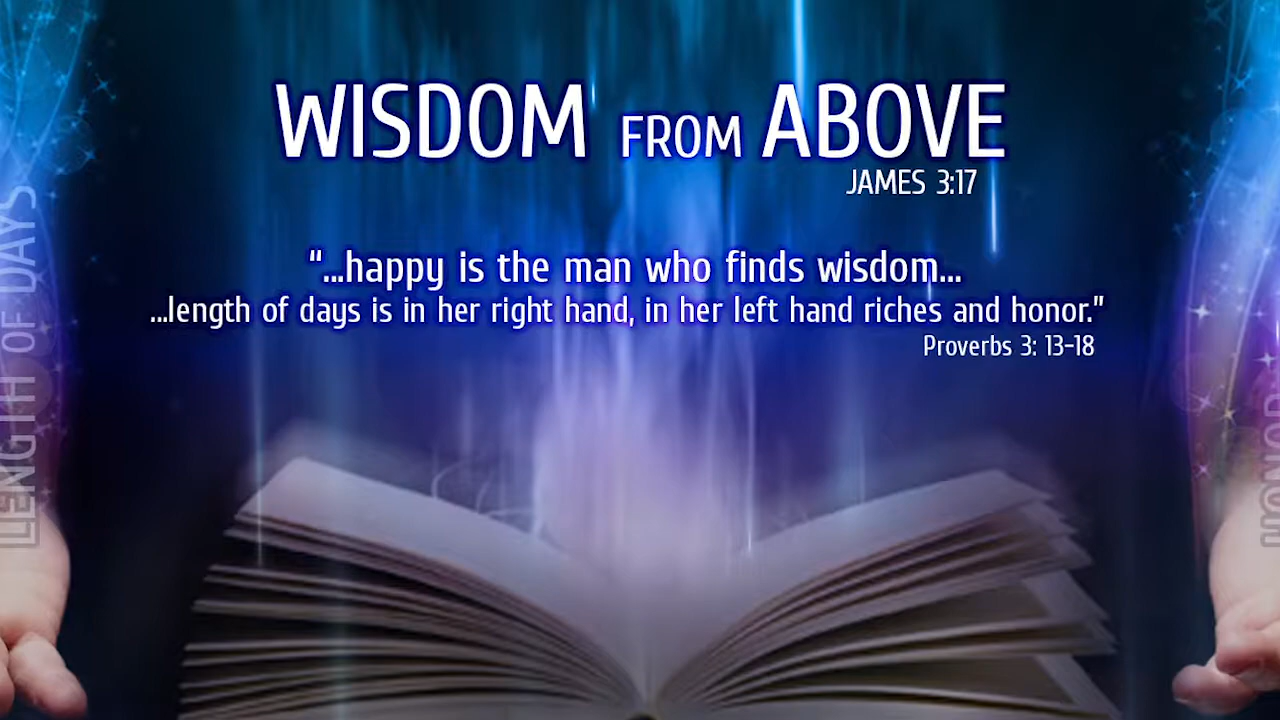 WISDOM FROM ABOVE
JAMES 3:17
“...happy is the man who finds wisdom...
...length of days is in her right hand, in her left hand riches and honor.”
Proverbs 3: 13-18
LENGTH OF DAYS
HONOR